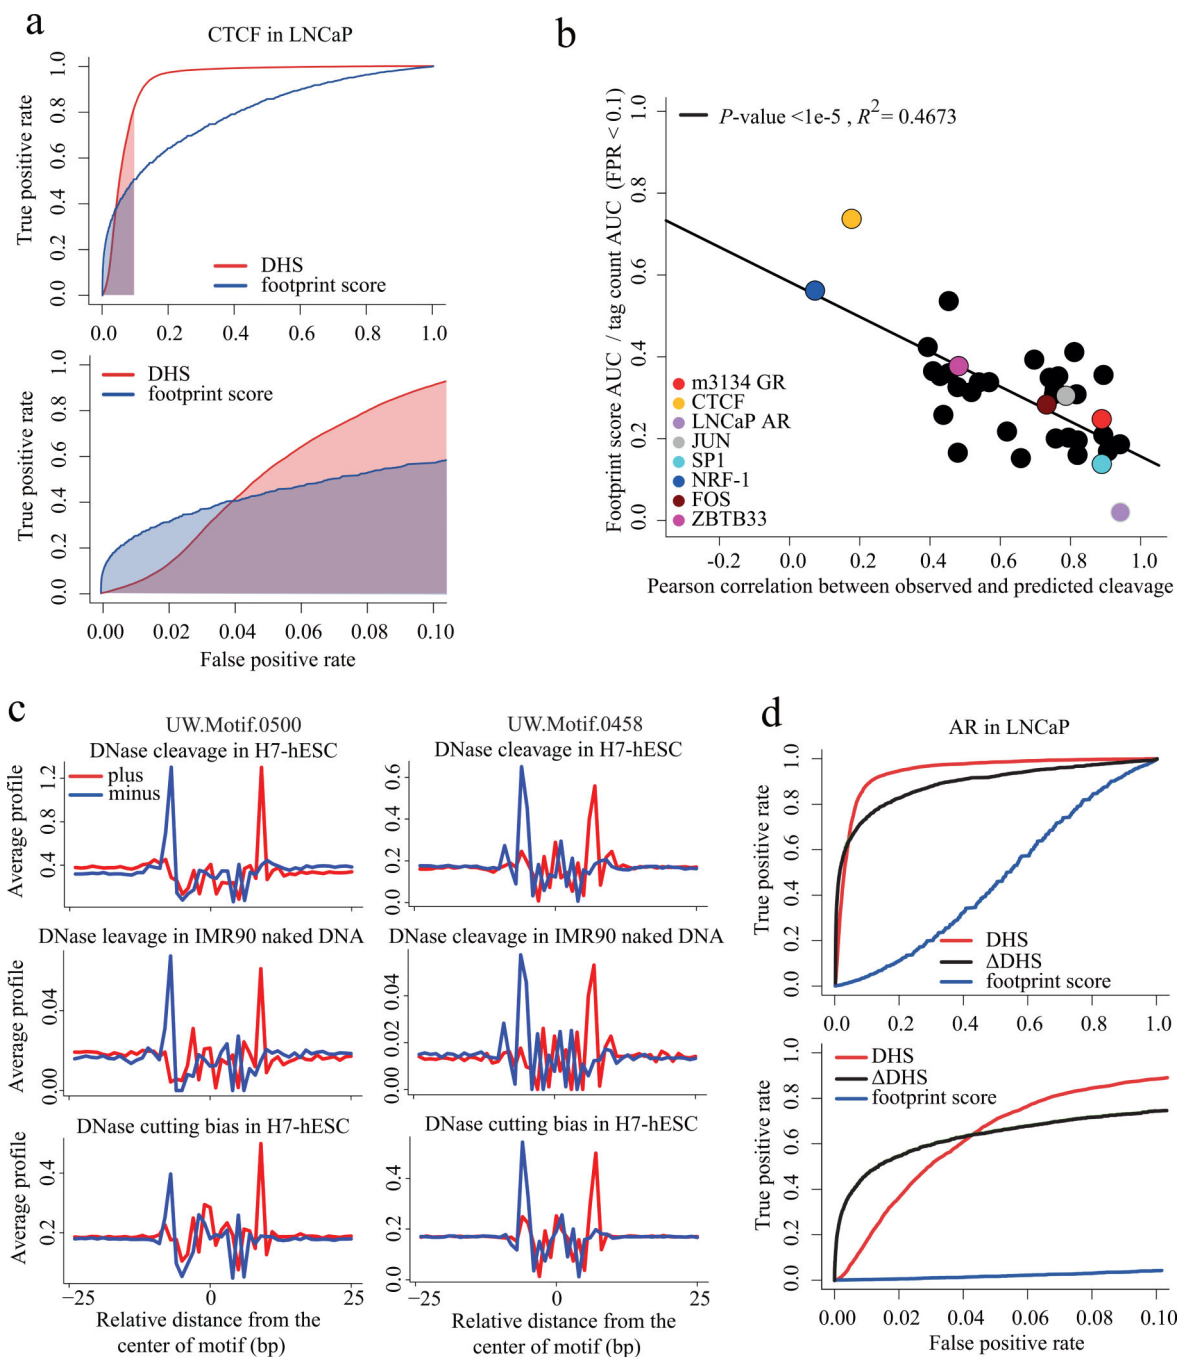 a
CTCF in LNCaP
True positive rate
0.0 0.2 0.4 0.6 0.8 1.0
DHS
footprint score
0.0 0.2 0.4 0.6 0.8 1.0
True positive rate
0.0 0.2 0.4 0.6 0.8 1.0
DHS
footprint score
0.00 0.02 0.04 0.06 0.08 0.10
False positive rate
b
Footprint score AUC / tag count AUC (FPR < 0.1)
0.0 0.2 0.4 0.6 0.8 1.0
P-value <1e-5 , R2= 0.4673
m3134 GR
CTCF
LNCaP AR
JUN
SP1
NRF-1
FOS
ZBTB33
-0.2 0.0 0.2 0.4 0.6 0.8 1.0
Pearson correlation between observed and predicted cleavage
c
UW.Motif.0500
DNase cleavage in H7-hESC
Average profile
0.4 0.8 1.2
plus
minus
DNase leavage in IMR90 naked DNA
Average profile
0.00 0.04
DNase cutting bias in H7-hESC
Average profile
0.2 0.4
−25 0 25
Relative distance from the
center of motif (bp)
UW.Motif.0458
DNase cleavage in H7-hESC
0.0 0.2 0.4 0.6
DNase cleavage in IMR90 naked DNA
0.00 0.02 0.04
DNase cutting bias in H7-hESC
0.0 0.2 0.4
−25 0 25
Relative distance from the
center of motif (bp)
d
AR in LNCaP
True positive rate
0.0 0.2 0.4 0.6 0.8 1.0
DHS
ΔDHS
footprint score
0.0 0.2 0.4 0.6 0.8 1.0
True positive rate
0.0 0.2 0.4 0.6 0.8 1.0
DHS
ΔDHS
footprint score
0.00 0.02 0.04 0.06 0.08 0.10
False positive rate